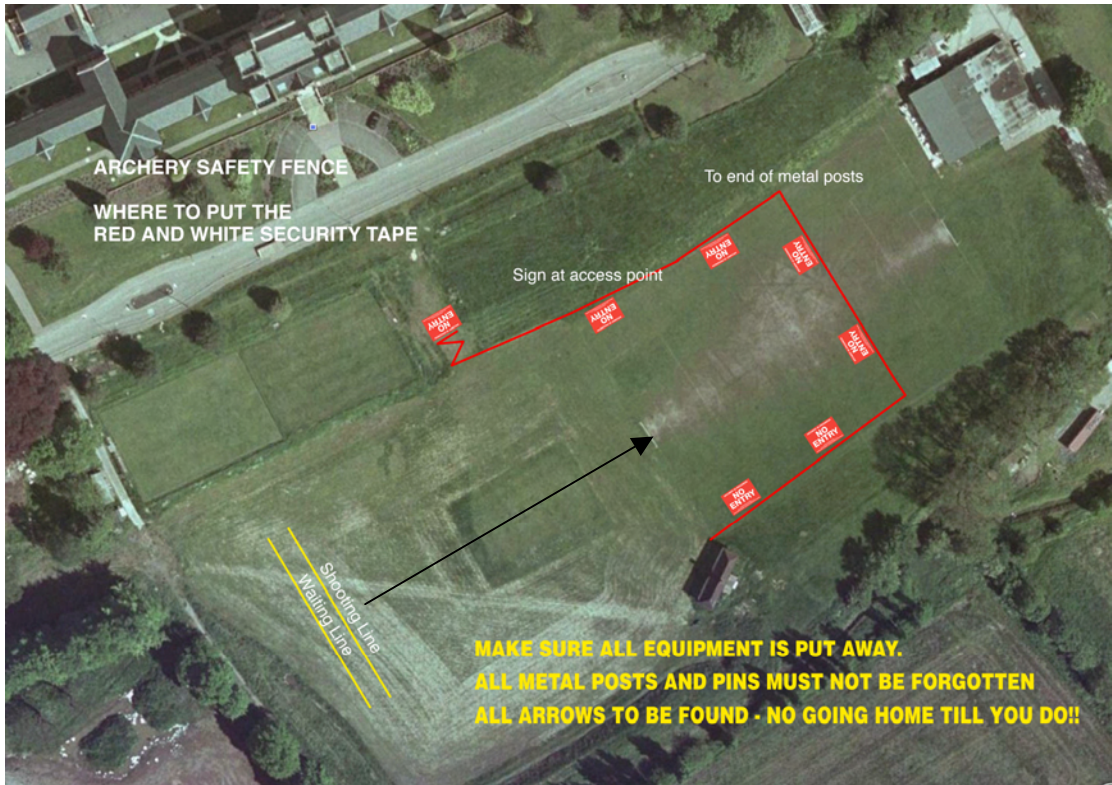 ARCHERY SAFETY FENCE
WHERE TO PUT THE
RED AND WHITE SECURITY TAPE
To end of metal posts
Sign at access point
NO
ENTRY
NO
ENTRY
NO
ENTRY
NO
ENTRY
NO
ENTRY
NO
ENTRY
NO
ENTRY
Shooting Line
Waiting Line
MAKE SURE ALL EQUIPMENT IS PUT AWAY.
ALL METAL POSTS AND PINS MUST NOT BE FORGOTTEN
ALL ARROWS TO BE FOUND - NO GOING HOME TILL YOU DO!!